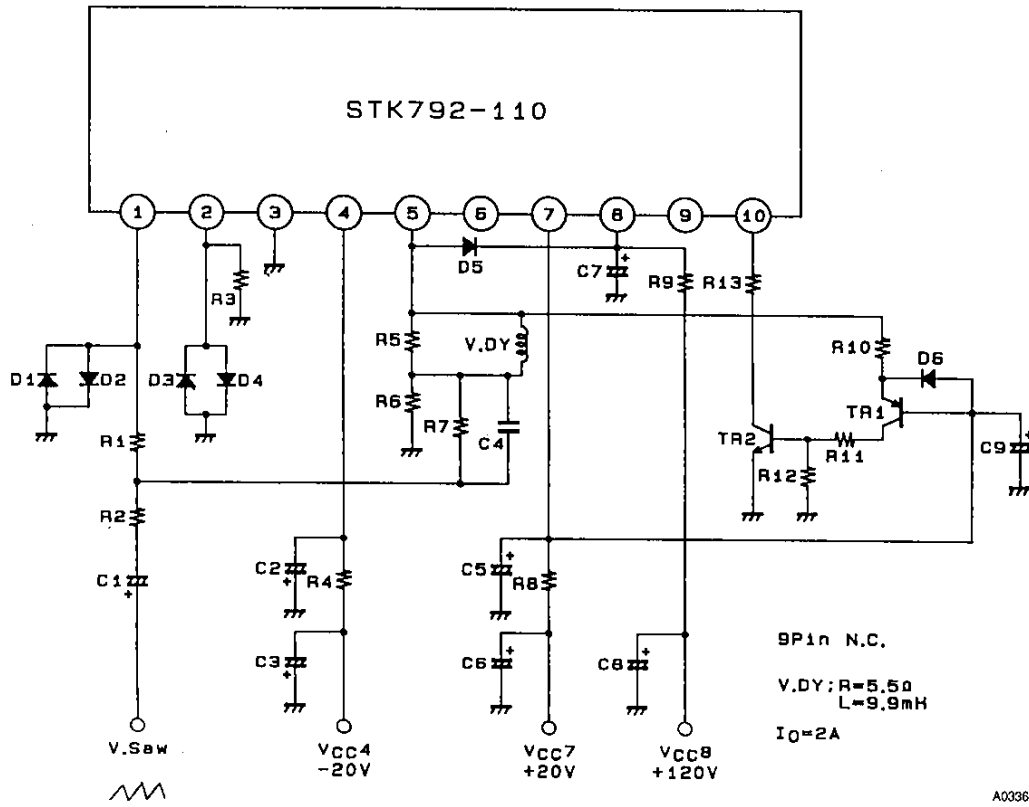 STK792-110
1 2 3 4 5 6 7 8 9 10
D5 C7 + R9 R13
R3
R5 V.DY R10 D6
D1 D2 D3 D4
R6 R7 C4 TR1
R1 TR2 R11 C9 +
R12
R2
C1 + C2 + R4 C5 + R8
C3 + C6 + C8 +
9Pin N.C.
V.DY; R=5.5Ω
L=9.9mH
IO=2A
V.Saw VCC4 VCC7 VCC8
-20V +20V +120V
A0336